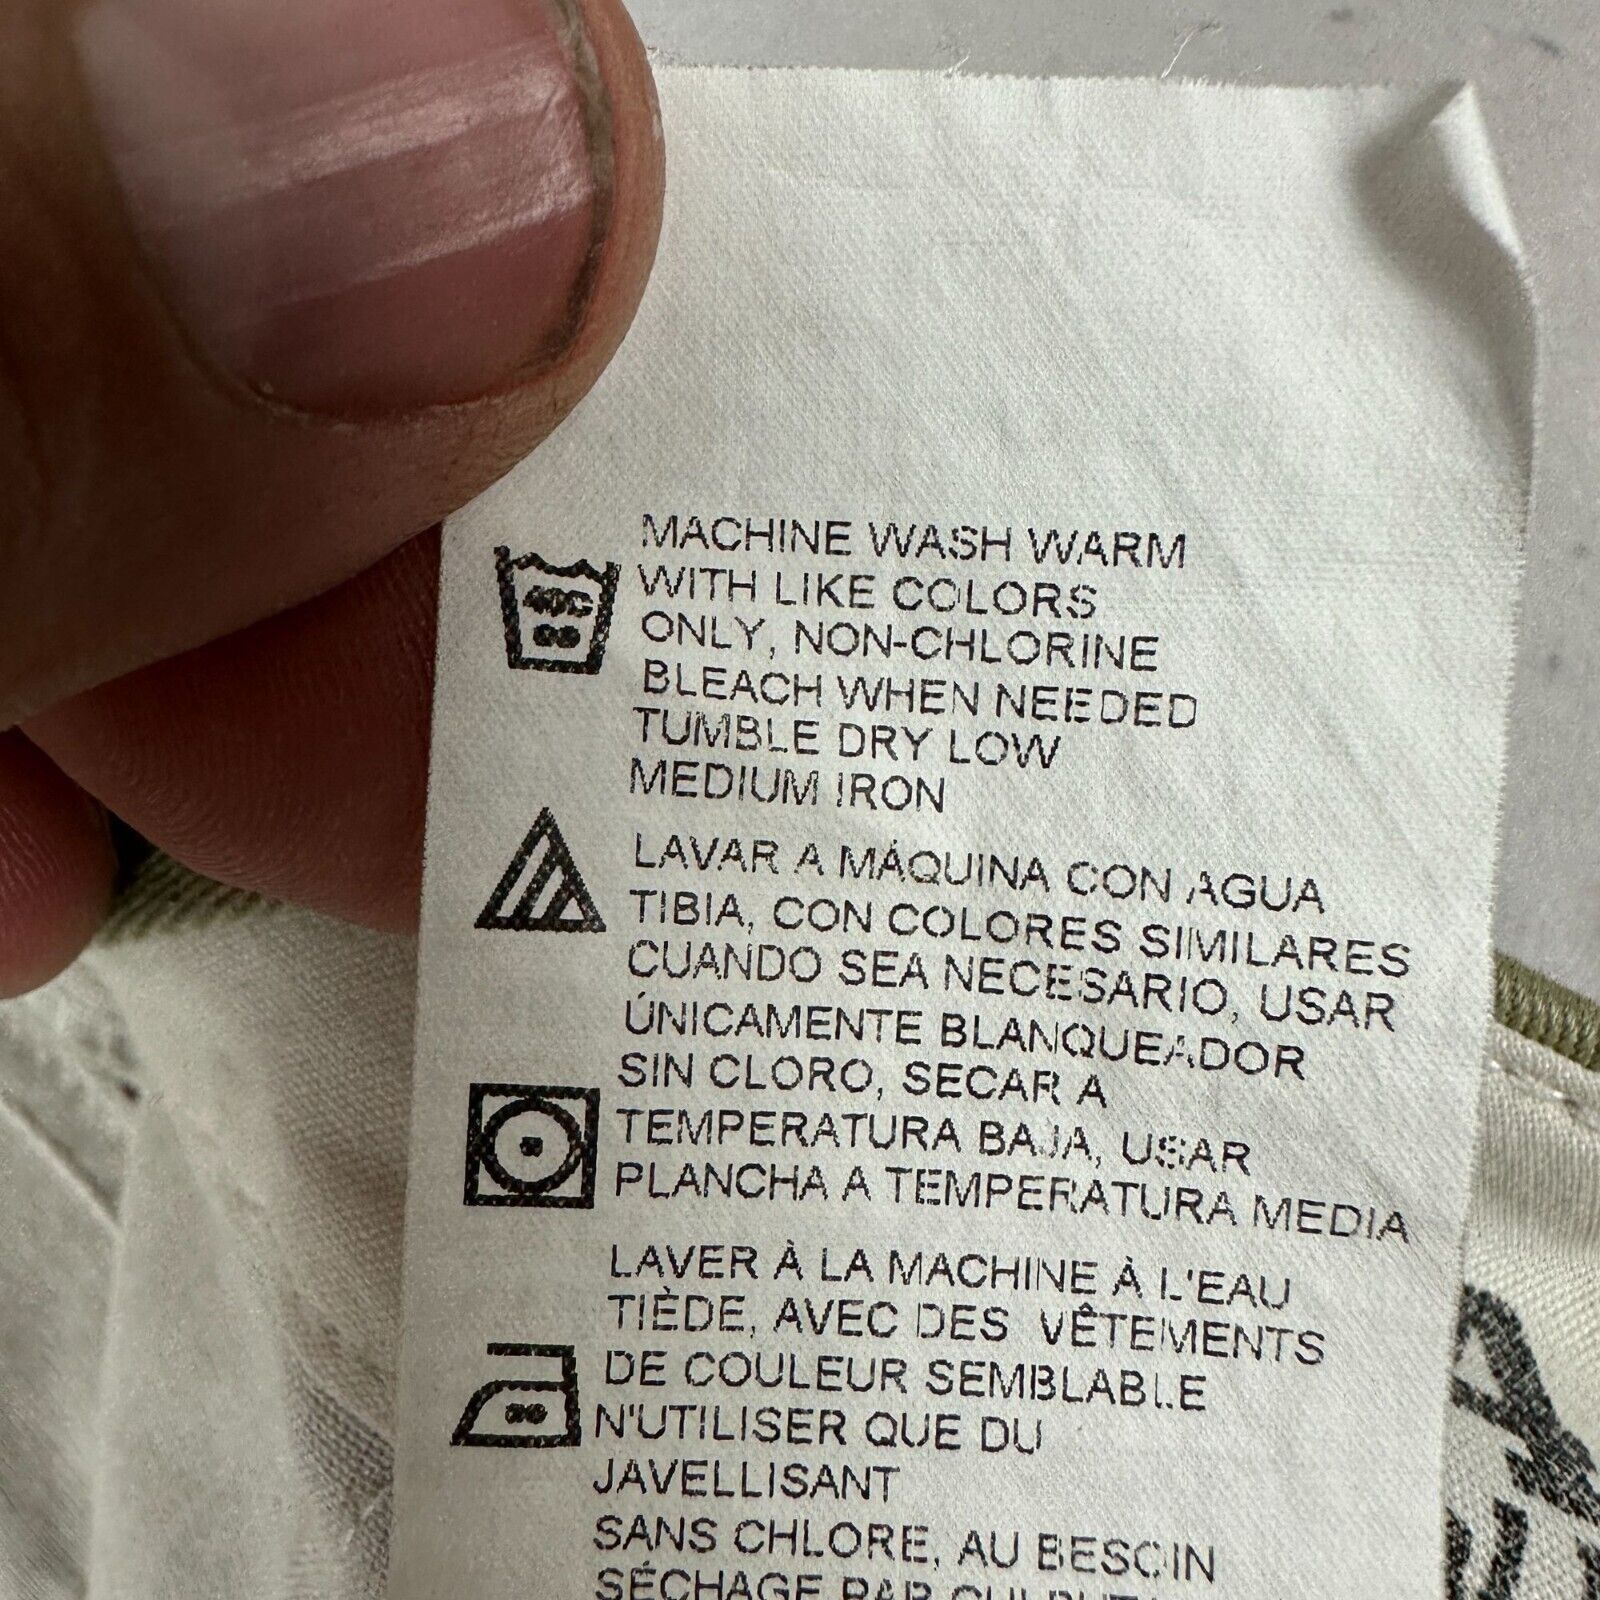 MACHINE WASH WARM
WITH LIKE COLORS
ONLY, NON-CHLORINE
BLEACH WHEN NEEDED
TUMBLE DRY LOW
MEDIUM IRON
40C
LAVAR A MÁQUINA CON AGUA
TIBIA, CON COLORES SIMILARES
CUANDO SEA NECESARIO, USAR
ÚNICAMENTE BLANQUEADOR
SIN CLORO, SECAR A
TEMPERATURA BAJA, USAR
PLANCHA A TEMPERATURA MEDIA
LAVER À LA MACHINE À L'EAU
TIÈDE, AVEC DES VÊTEMENTS
DE COULEUR SEMBLABLE
N'UTILISER QUE DU
JAVELLISANT
SANS CHLORE, AU BESOIN
SÉCHAGE PAR